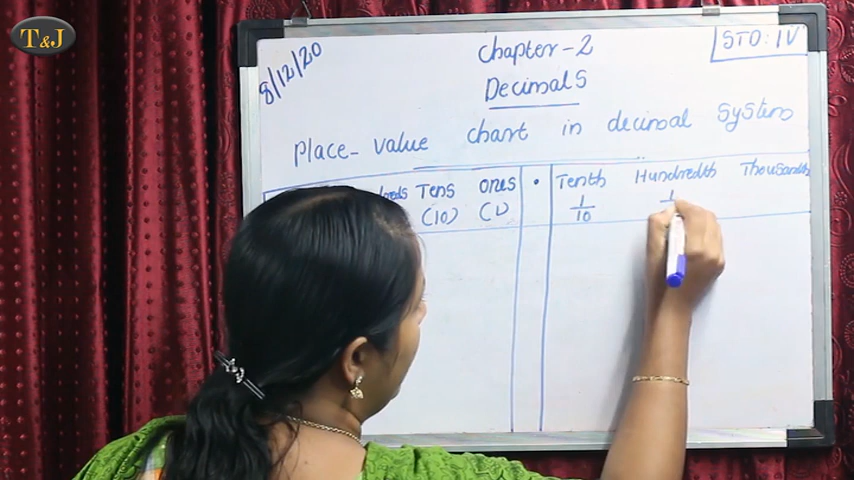 T&J
8/12/20
Chapter-2
STD: IV
Decimals
Place-value chart in decimal System
Tens ones . Tenth Hundredth Thousandth
(10) (1) 1/10 1